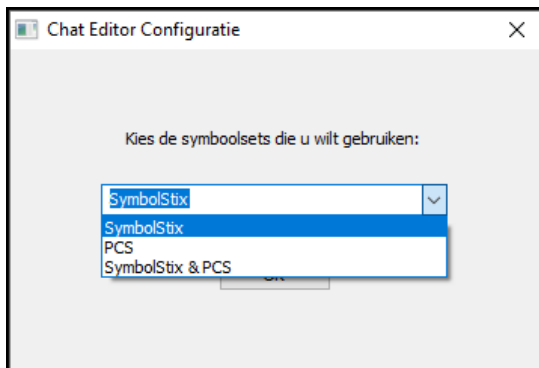 Chat Editor Configuratie
Kies de symboolsets die u wilt gebruiken:
SymbolStix
SymbolStix
PCS
SymbolStix & PCS